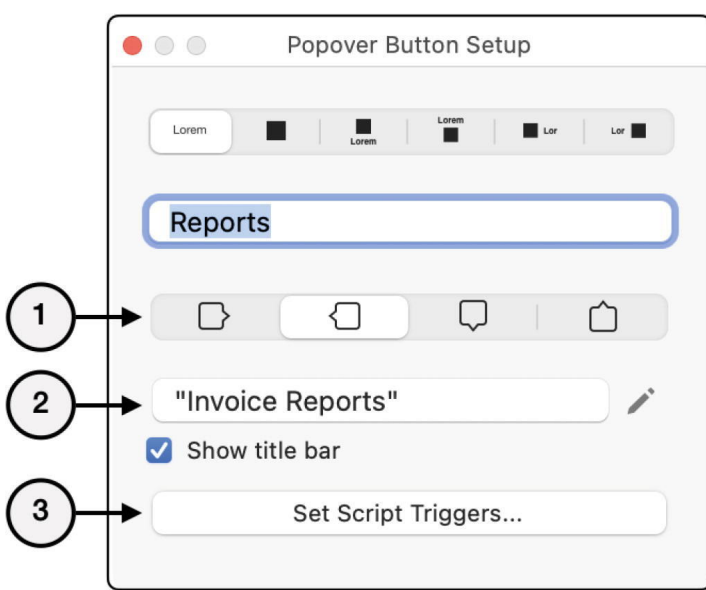 Popover Button Setup
Lorem
Lorem
Lorem
Lor
Lor
Reports
1
2
"Invoice Reports"
Show title bar
3
Set Script Triggers...